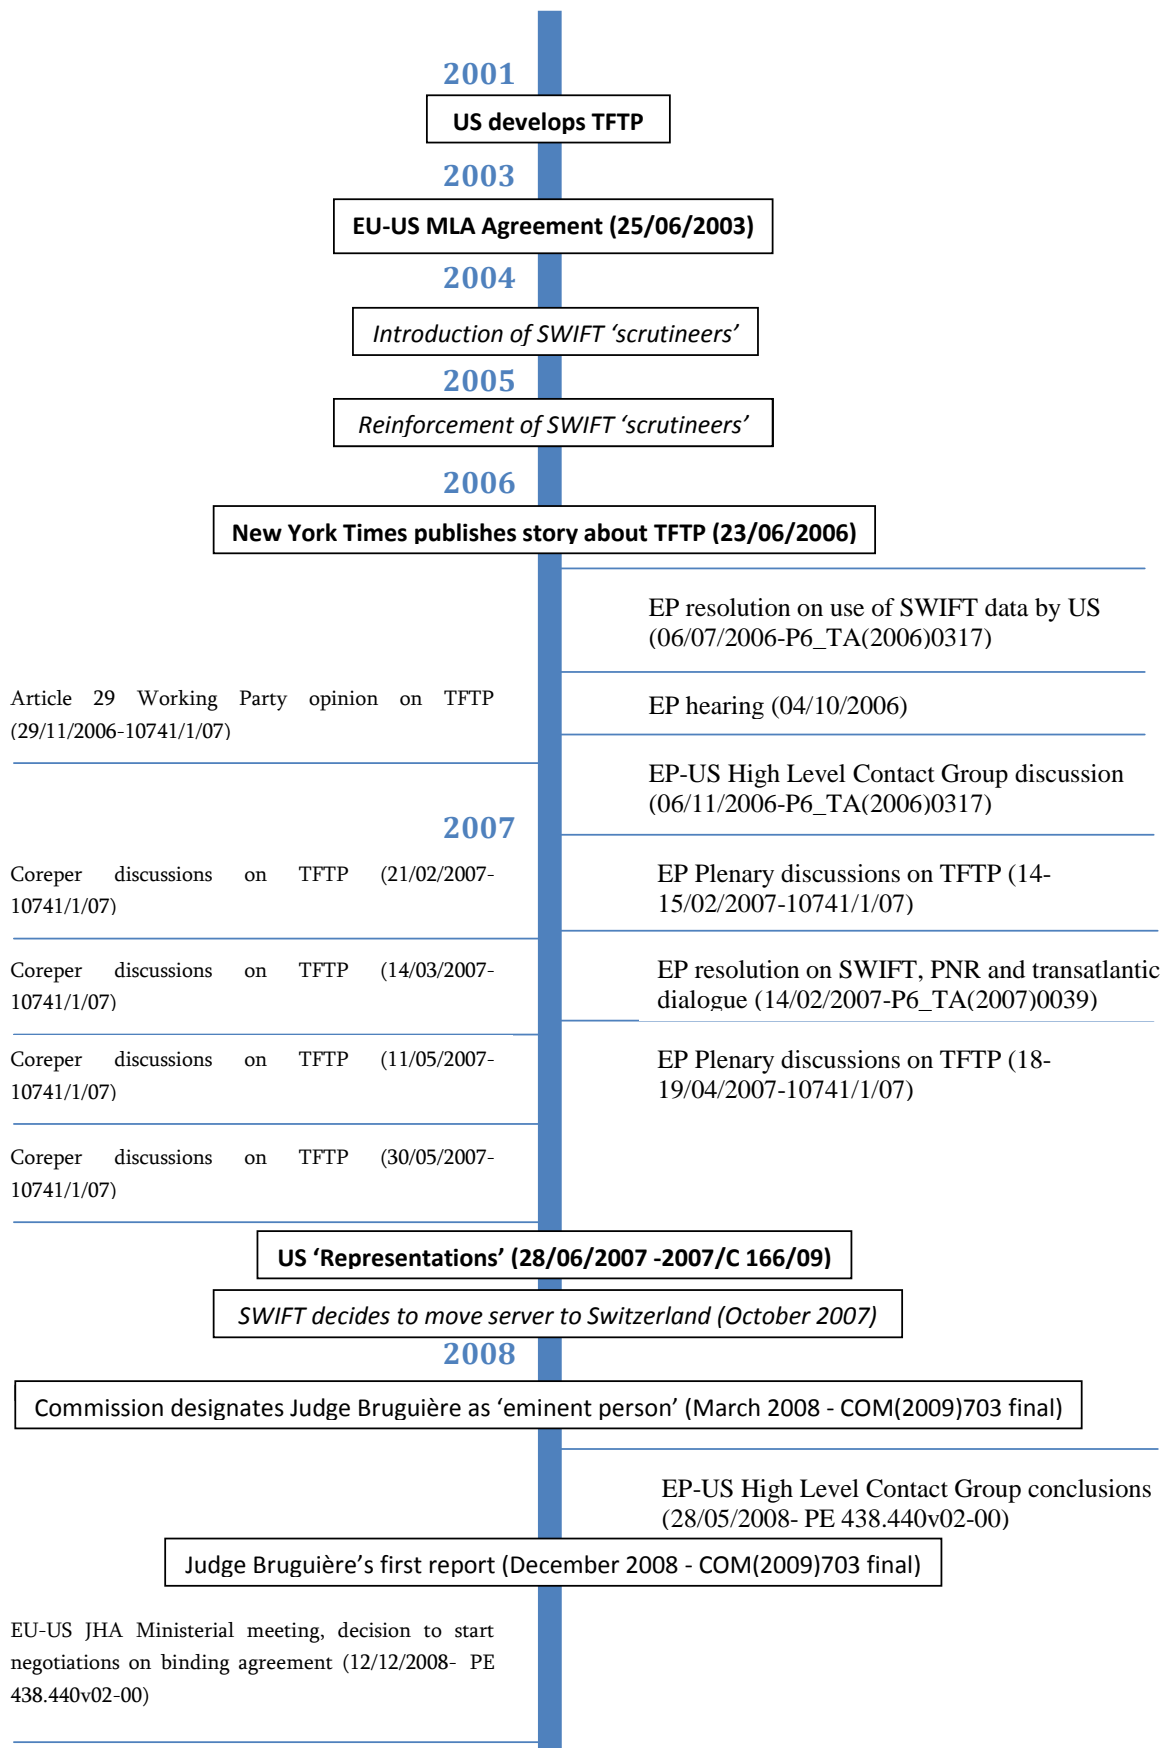 2001
US develops TFTP
2003
EU-US MLA Agreement (25/06/2003)
2004
Introduction of SWIFT ‘scrutineers’
2005
Reinforcement of SWIFT ‘scrutineers’
2006
New York Times publishes story about TFTP (23/06/2006)
EP resolution on use of SWIFT data by US
(06/07/2006-P6_TA(2006)0317)
Article 29 Working Party opinion on TFTP
(29/11/2006-10741/1/07)
EP hearing (04/10/2006)
EP-US High Level Contact Group discussion
(06/11/2006-P6_TA(2006)0317)
2007
Coreper discussions on TFTP (21/02/2007-
10741/1/07)
EP Plenary discussions on TFTP (14-
15/02/2007-10741/1/07)
Coreper discussions on TFTP (14/03/2007-
10741/1/07)
EP resolution on SWIFT, PNR and transatlantic
dialogue (14/02/2007-P6_TA(2007)0039)
Coreper discussions on TFTP (11/05/2007-
10741/1/07)
EP Plenary discussions on TFTP (18-
19/04/2007-10741/1/07)
Coreper discussions on TFTP (30/05/2007-
10741/1/07)
US ‘Representations’ (28/06/2007 -2007/C 166/09)
SWIFT decides to move server to Switzerland (October 2007)
2008
Commission designates Judge Bruguière as ‘eminent person’ (March 2008 - COM(2009)703 final)
EP-US High Level Contact Group conclusions
(28/05/2008- PE 438.440v02-00)
Judge Bruguière’s first report (December 2008 - COM(2009)703 final)
EU-US JHA Ministerial meeting, decision to start
negotiations on binding agreement (12/12/2008- PE
438.440v02-00)